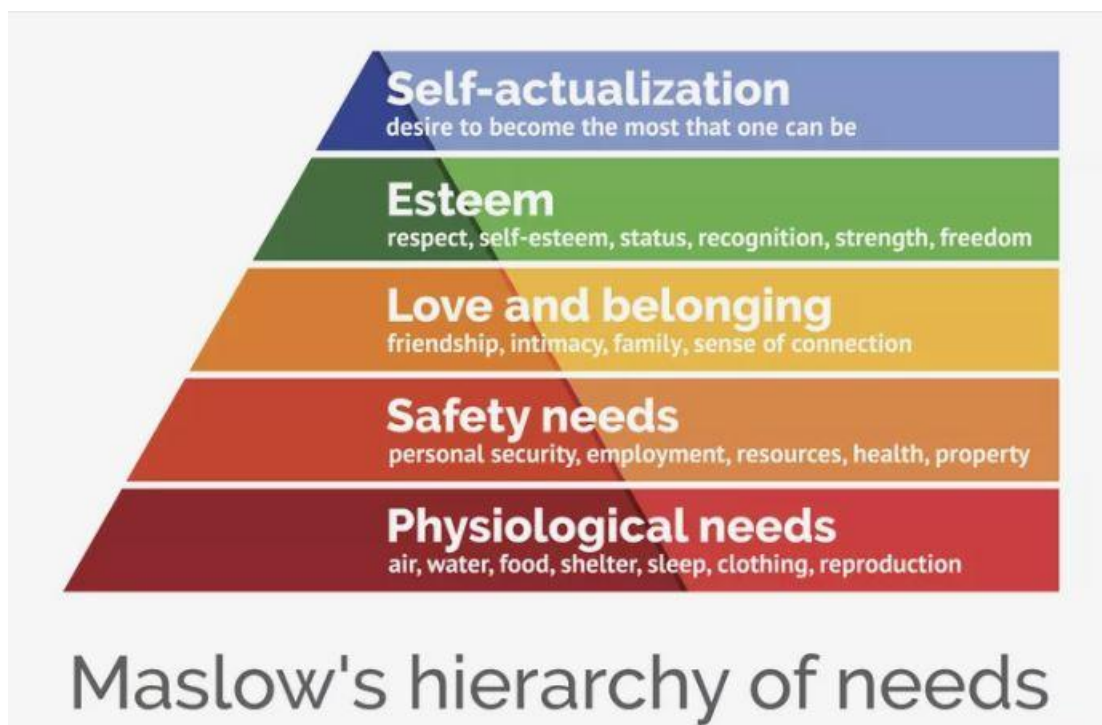 Self-actualization
desire to become the most that one can be
Esteem
respect, self-esteem, status, recognition, strength, freedom
Love and belonging
friendship, intimacy, family, sense of connection
Safety needs
personal security, employment, resources, health, property
Physiological needs
air, water, food, shelter, sleep, clothing, reproduction
Maslow's hierarchy of needs